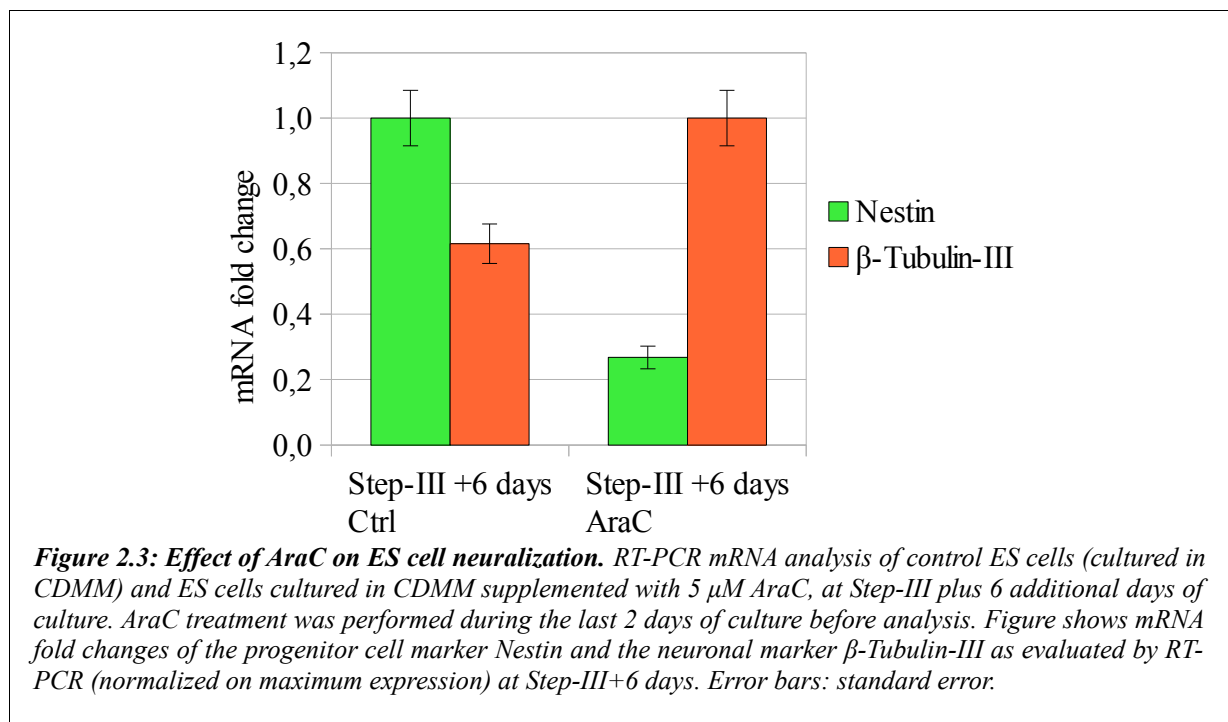 1,2
1,0
0,8
0,6
0,4
0,2
0,0
mRNA fold change
Nestin
β-Tubulin-III
Step-III +6 days Step-III +6 days
Ctrl AraC
Figure 2.3: Effect of AraC on ES cell neuralization. RT-PCR mRNA analysis of control ES cells (cultured in
CDMM) and ES cells cultured in CDMM supplemented with 5 μM AraC, at Step-III plus 6 additional days of
culture. AraC treatment was performed during the last 2 days of culture before analysis. Figure shows mRNA
fold changes of the progenitor cell marker Nestin and the neuronal marker β-Tubulin-III as evaluated by RT-
PCR (normalized on maximum expression) at Step-III+6 days. Error bars: standard error.